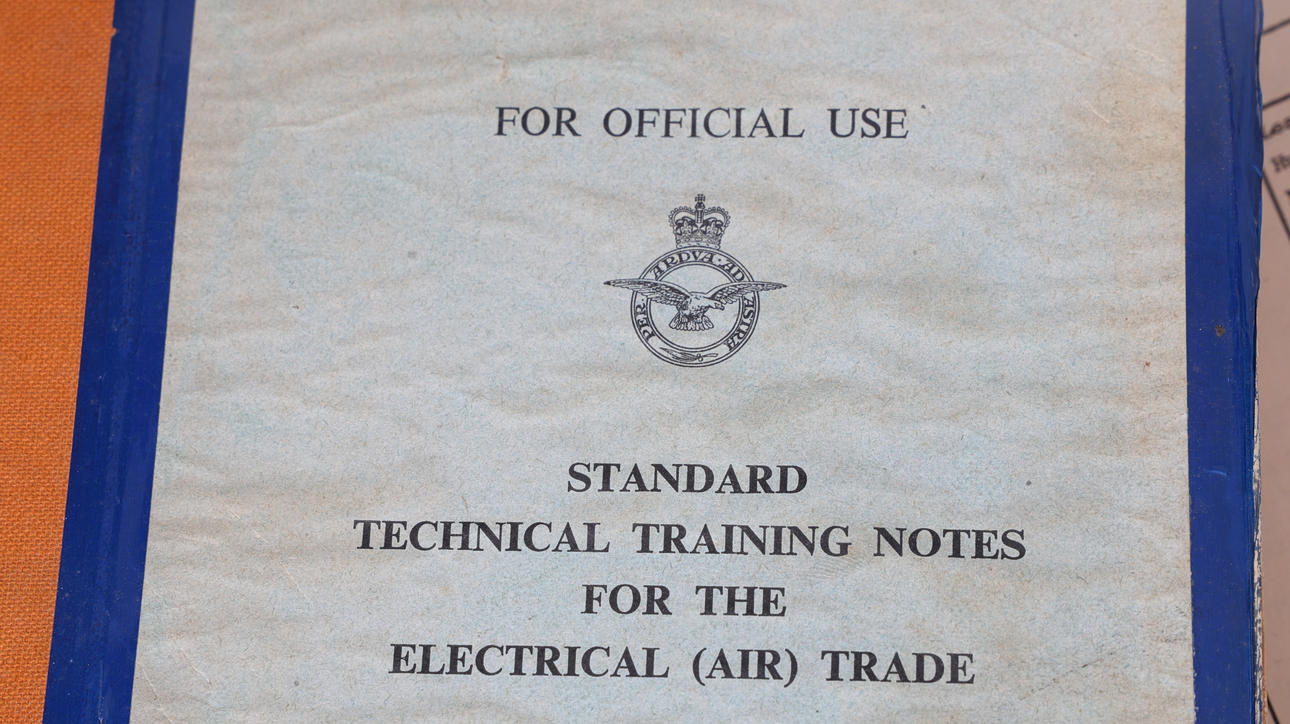 FOR OFFICIAL USE
PER ARDVA AD ASTRA
STANDARD
TECHNICAL TRAINING NOTES
FOR THE
ELECTRICAL (AIR) TRADE